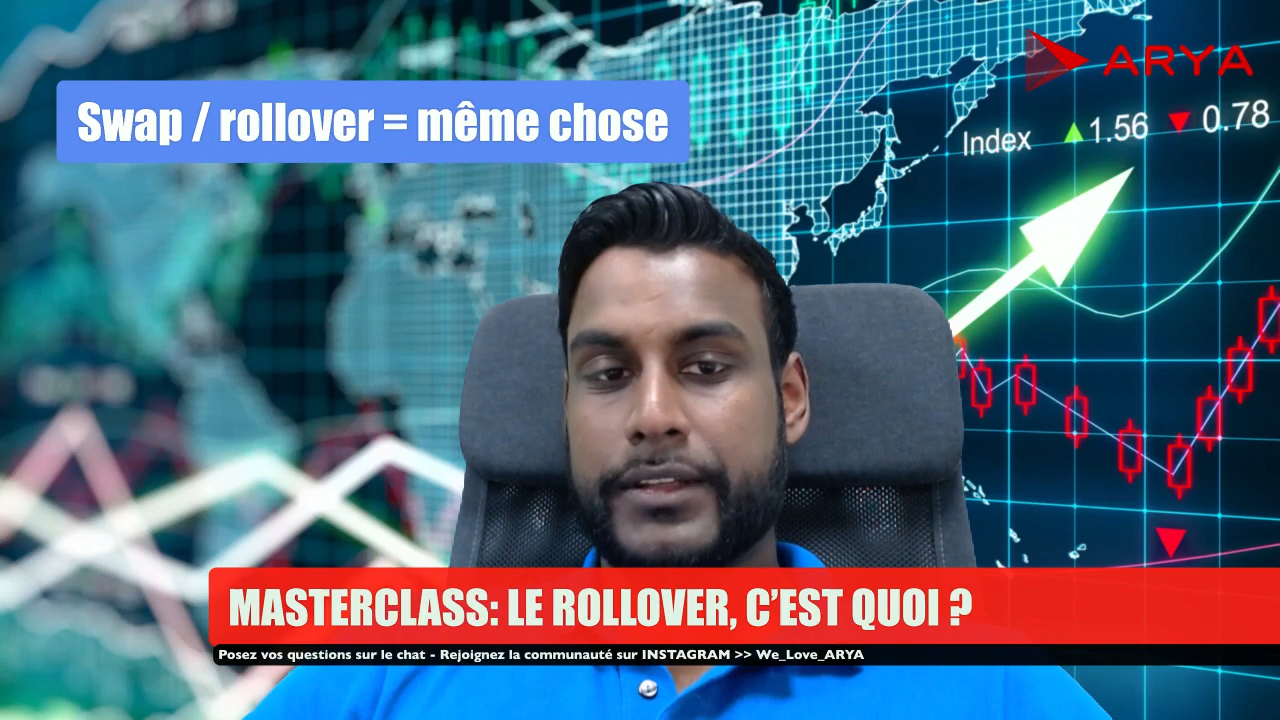 ARYA
Swap / rollover = même chose
Index ▲1.56 ▼ 0.78
MASTERCLASS: LE ROLLOVER, C'EST QUOI ?
Posez vos questions sur le chat - Rejoignez la communauté sur INSTAGRAM >> We_Love_ARYA